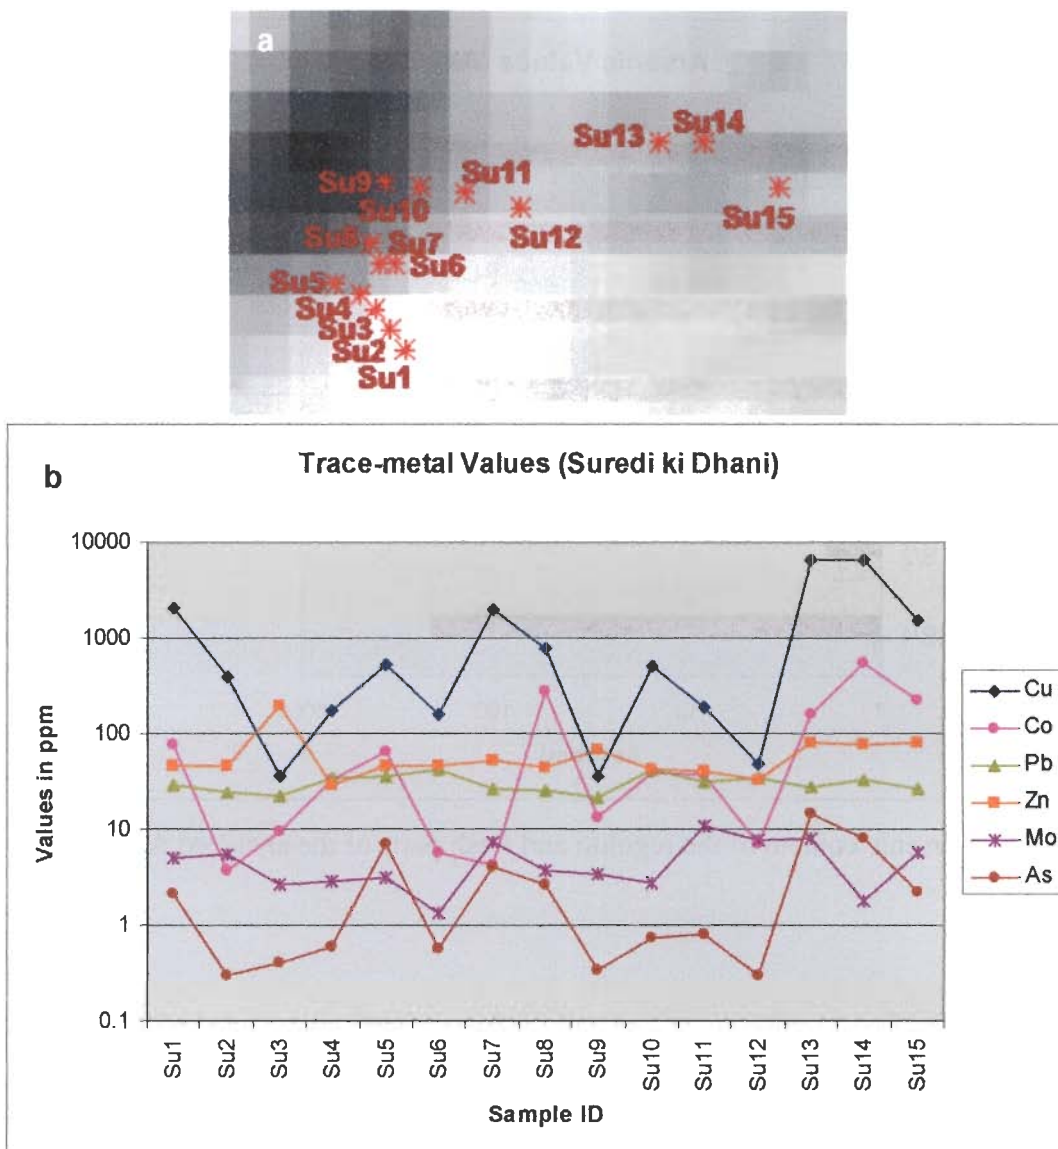 a
Su13 Su14
Su9 Su10 Su11
Su12
Su15
Su8 Su7
Su6
Su5
Su4
Su3
Su2
Su1
b
Trace-metal Values (Suredi ki Dhani)
10000
1000
100
10
1
0.1
Values in ppm
Su1 Su2 Su3 Su4 Su5 Su6 Su7 Su8 Su9 Su10 Su11 Su12 Su13 Su14 Su15
Sample ID
Cu
Co
Pb
Zn
Mo
As